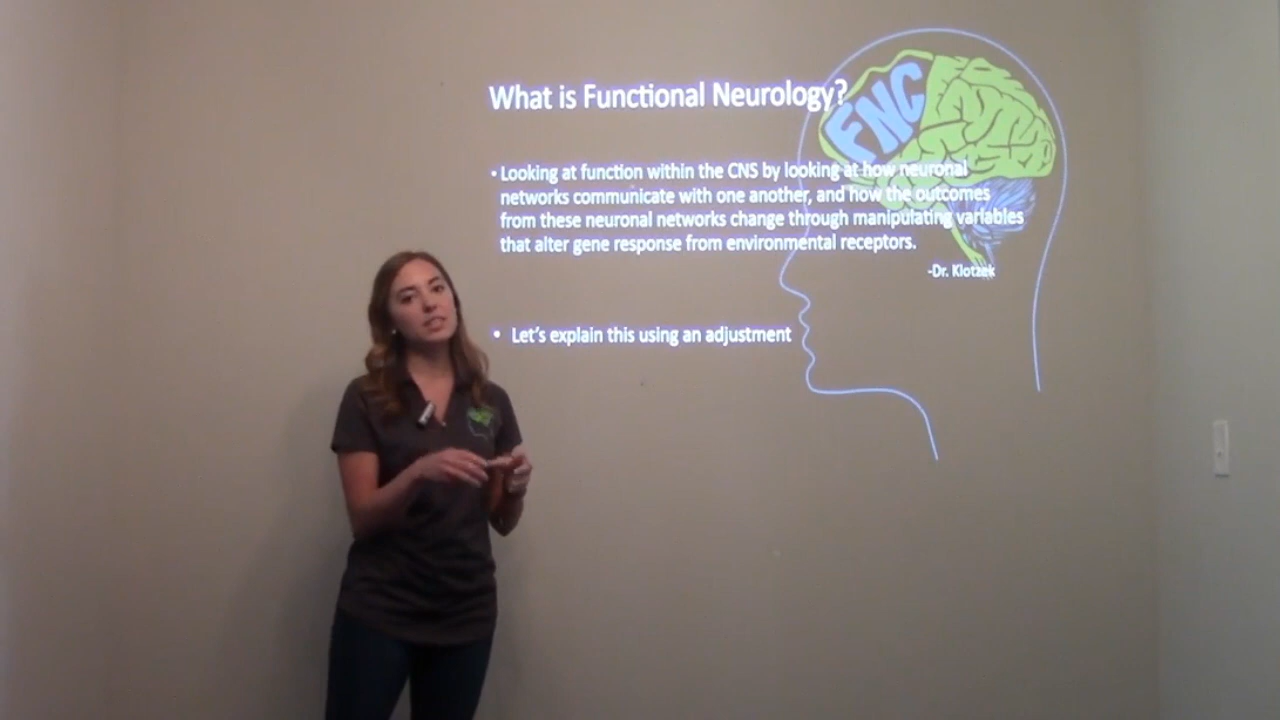 What is Functional Neurology?
FNC
• Looking at function within the CNS by looking at how neuronal
networks communicate with one another, and how the outcomes
from these neuronal networks change through manipulating variables
that alter gene response from environmental receptors.
-Dr. Klotzek
• Let's explain this using an adjustment